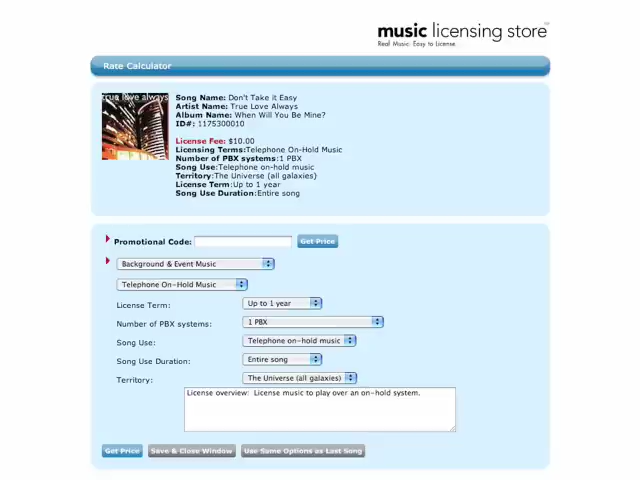 music licensing store
Real Music. Easy to License.
Rate Calculator
true love always
Song Name: Don't Take it Easy
Artist Name: True Love Always
Album Name: When Will You Be Mine?
ID#: 1175300010
License Fee: $10.00
Licensing Terms:Telephone On-Hold Music
Number of PBX systems:1 PBX
Song Use:Telephone on-hold music
Territory:The Universe (all galaxies)
License Term:Up to 1 year
Song Use Duration:Entire song
Promotional Code: Get Price
Background & Event Music
Telephone On-Hold Music
License Term: Up to 1 year
Number of PBX systems: 1 PBX
Song Use: Telephone on-hold music
Song Use Duration: Entire song
Territory: The Universe (all galaxies)
License overview: License music to play over an on-hold system.
Get Price Save & Close Window Use Same Options as Last Song